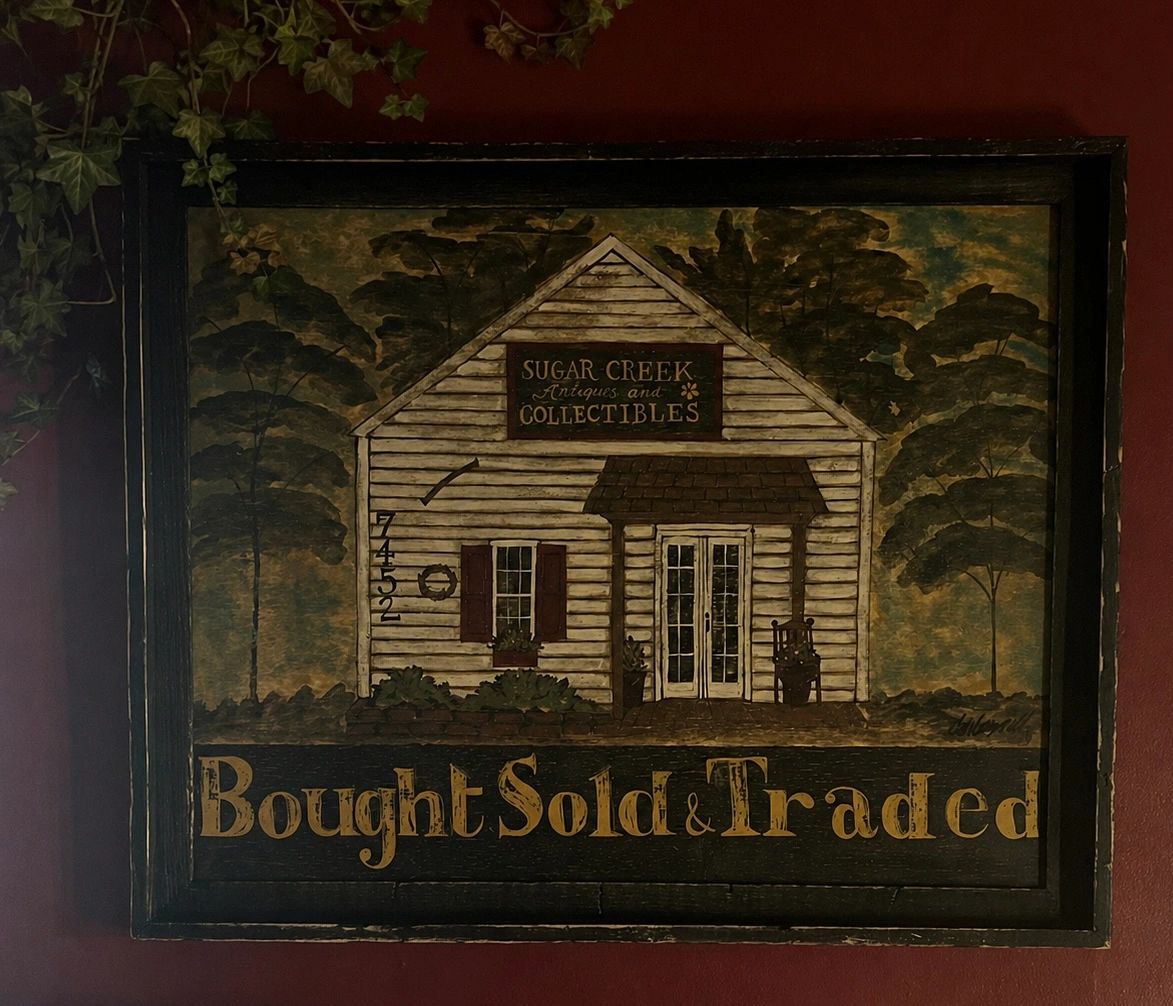 SUGAR CREEK
Antiques and
COLLECTIBLES
7452
Bought Sold & Traded